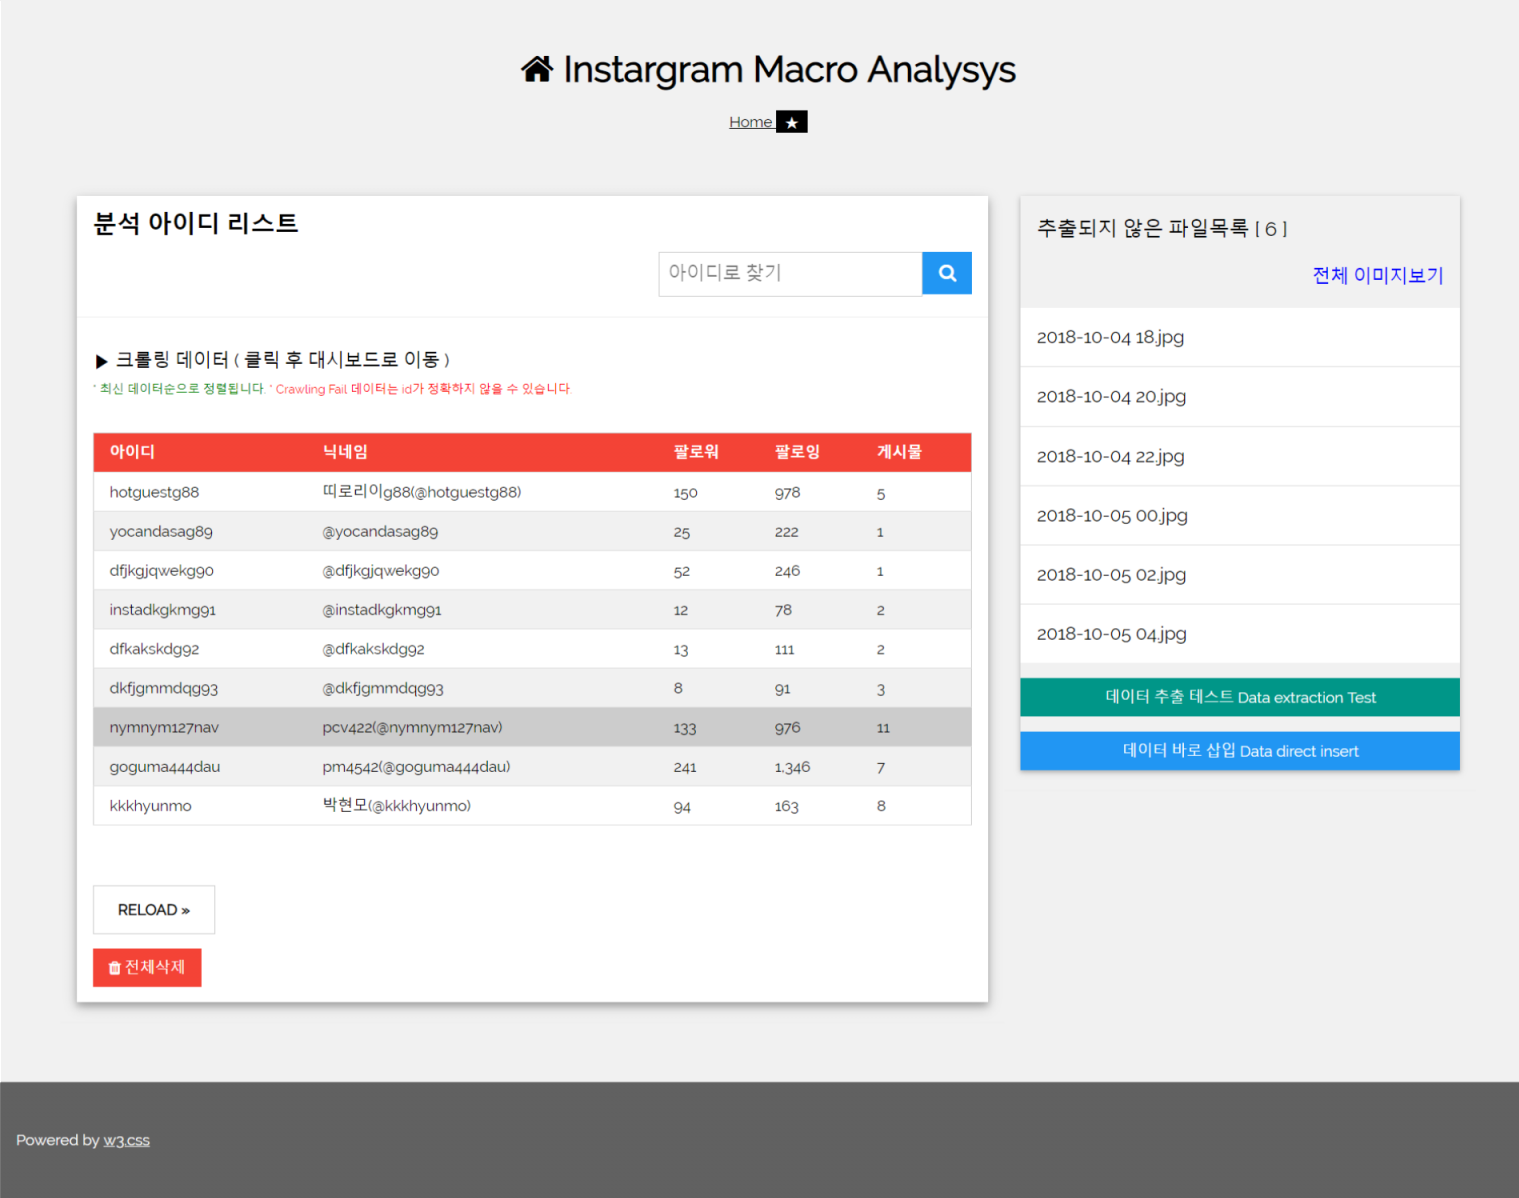 Instargram Macro Analysys
Home ★
분석 아이디 리스트
아이디로 찾기
▶ 크롤링 데이터 ( 클릭 후 대시보드로 이동 )
* 최신 데이터순으로 정렬됩니다. * Crawling Fail 데이터는 id가 정확하지 않을 수 있습니다.
아이디 닉네임 팔로워 팔로잉 게시물
hotguestg88 띠로리이g88(@hotguestg88) 150 978 5
yocandasag89 @yocandasag89 25 222 1
dfjkgjqwekg90 @dfjkgjqwekg90 52 246 1
instadkgkmg91 @instadkgkmg91 12 78 2
dfkakskdg92 @dfkakskdg92 13 111 2
dkfjgmmdqg93 @dkfjgmmdqg93 8 91 3
nymnym127nav pcv422(@nymnym127nav) 133 976 11
goguma444dau pm4542(@goguma444dau) 241 1,346 7
kkkhyunmo 박현모(@kkkhyunmo) 94 163 8
RELOAD »
전체삭제
추출되지 않은 파일목록 [ 6 ]
전체 이미지보기
2018-10-04 18.jpg
2018-10-04 20.jpg
2018-10-04 22.jpg
2018-10-05 00.jpg
2018-10-05 02.jpg
2018-10-05 04.jpg
데이터 추출 테스트 Data extraction Test
데이터 바로 삽입 Data direct insert
Powered by w3.css